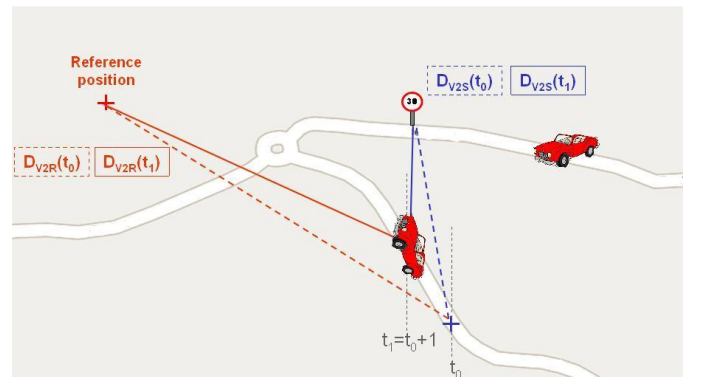 Reference
position
30
D_V2S(t_0)
D_V2S(t_1)
D_V2R(t_0)
D_V2R(t_1)
t_1=t_0+1
t_0